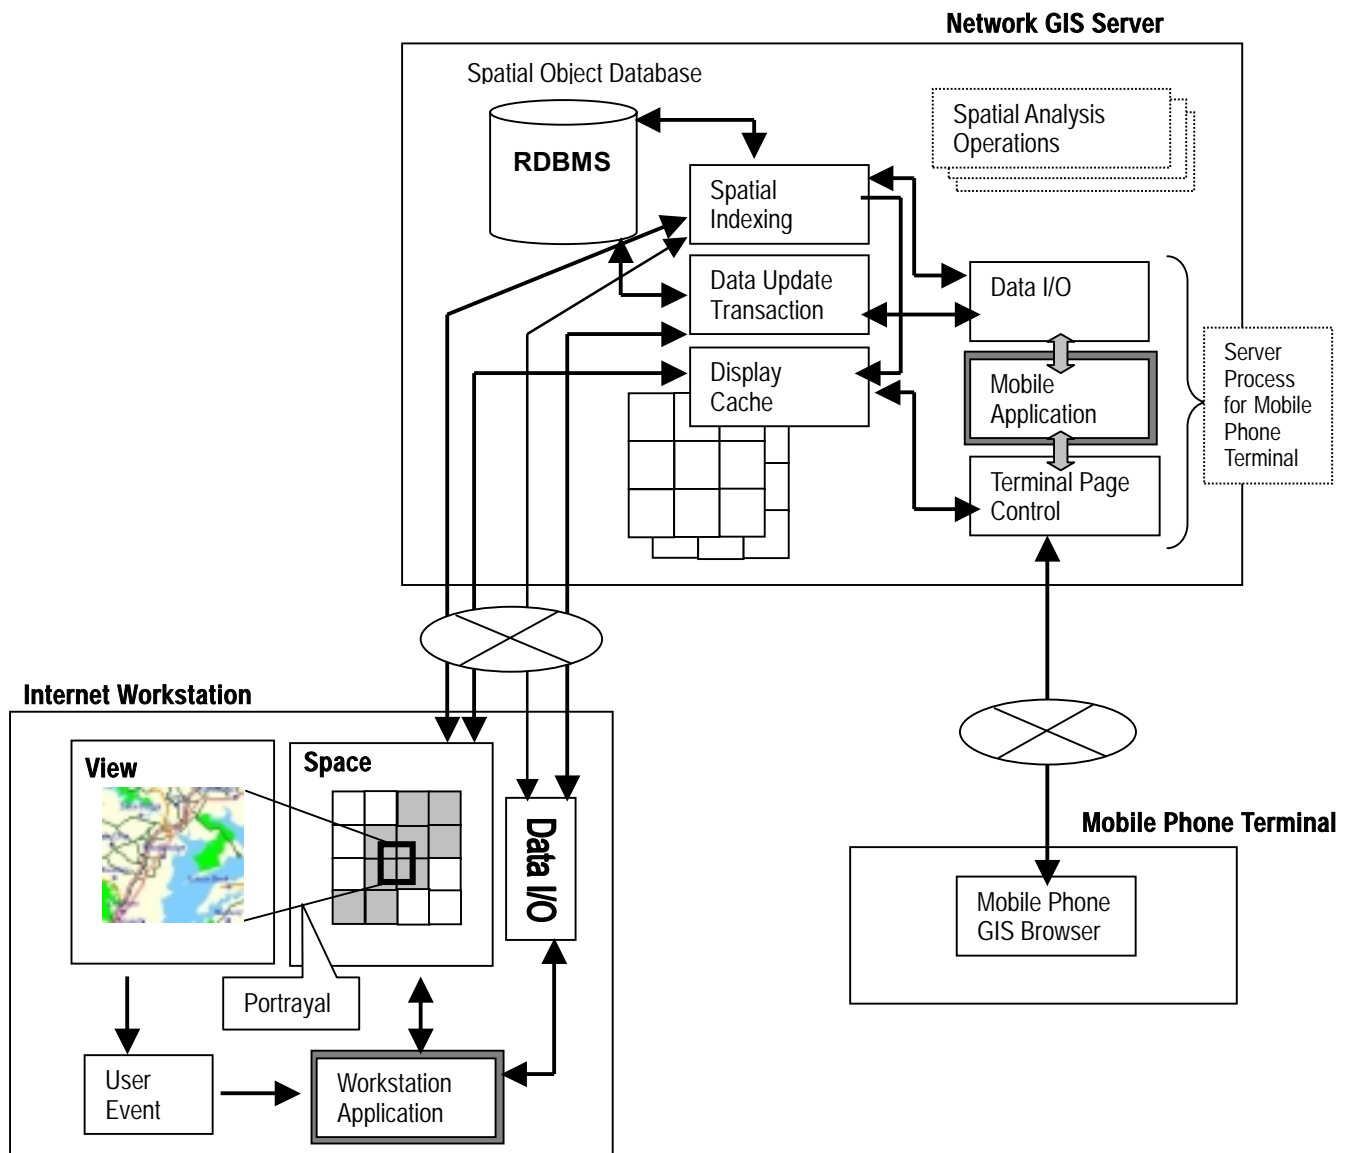 Network GIS Server
Spatial Object Database
RDBMS
Spatial Analysis
Operations
Spatial
Indexing
Data Update
Transaction
Display
Cache
Data I/O
Mobile
Application
Terminal Page
Control
Server
Process
for Mobile
Phone
Terminal
Internet Workstation
View
Space
Data I/O
Portrayal
User
Event
Workstation
Application
Mobile Phone Terminal
Mobile Phone
GIS Browser